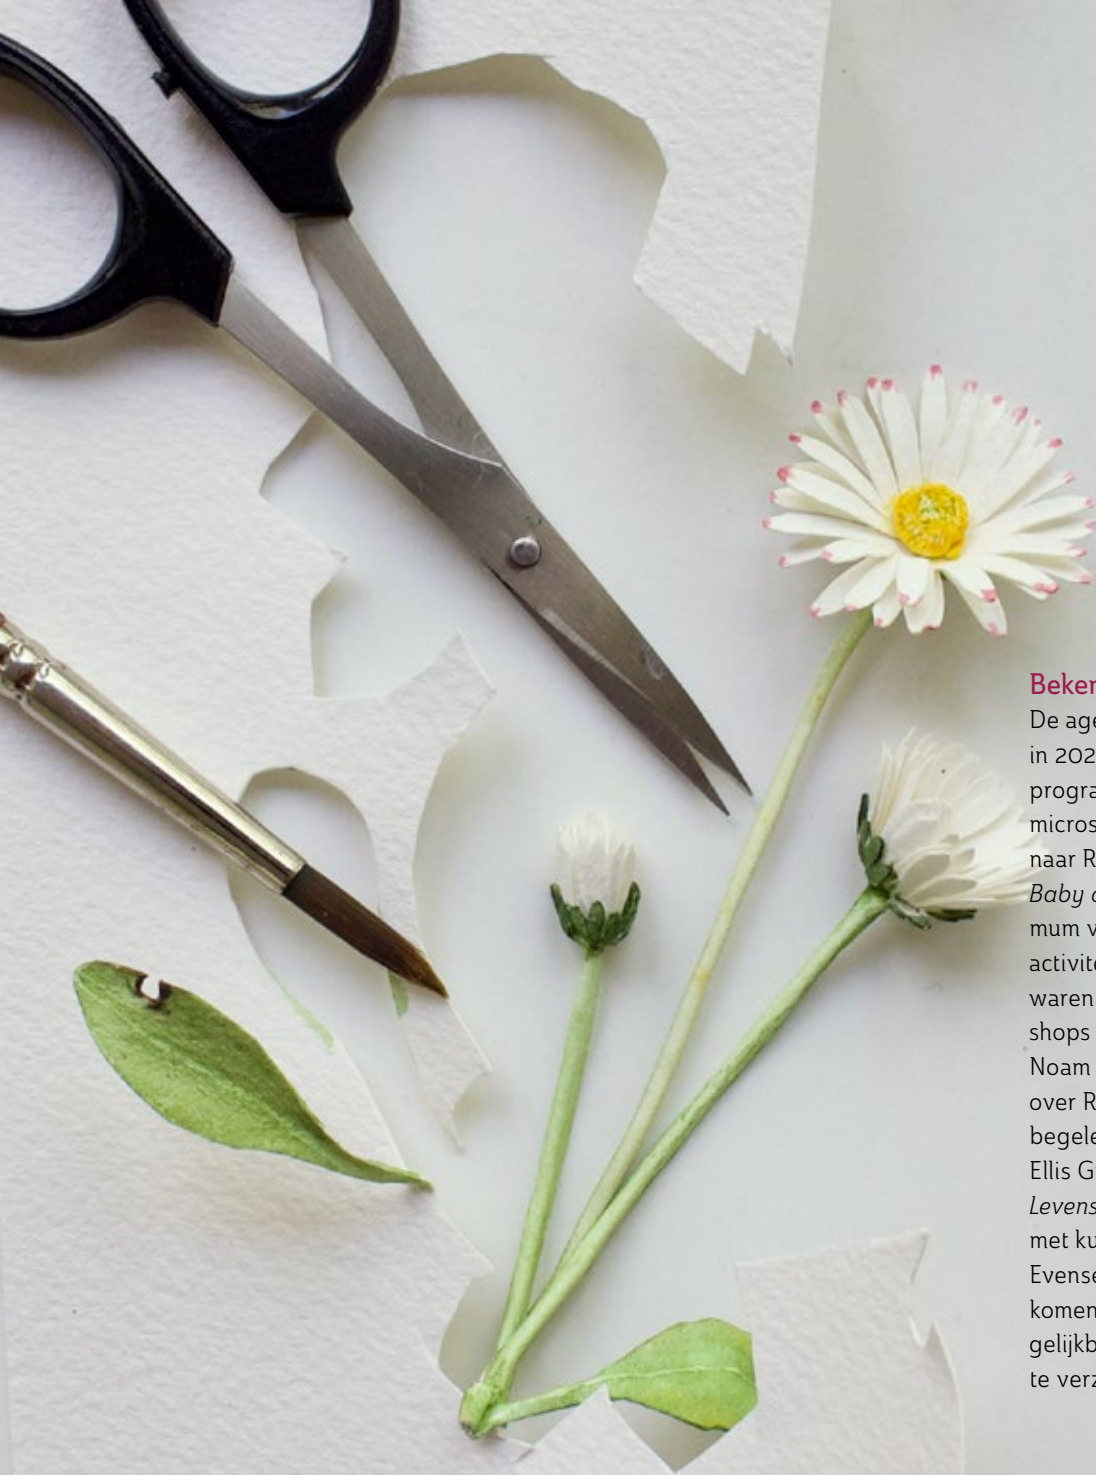 Beker
De age
in 202
progra
micros
naar R
Baby o
mum v
activite
waren
shops
Noam
over R
begele
Ellis G
Levens
met ku
Evense
komen
gelijkb
te verz